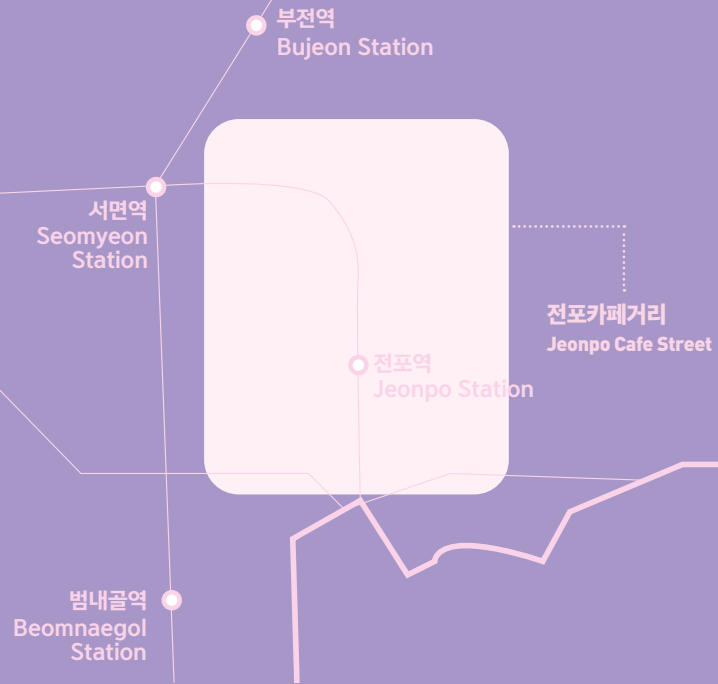 부전역
Bujeon Station
서면역
Seomyeon
Station
전포카페거리
Jeonpo Cafe Street
전포역
Jeonpo Station
범내골역
Beomnaegol
Station